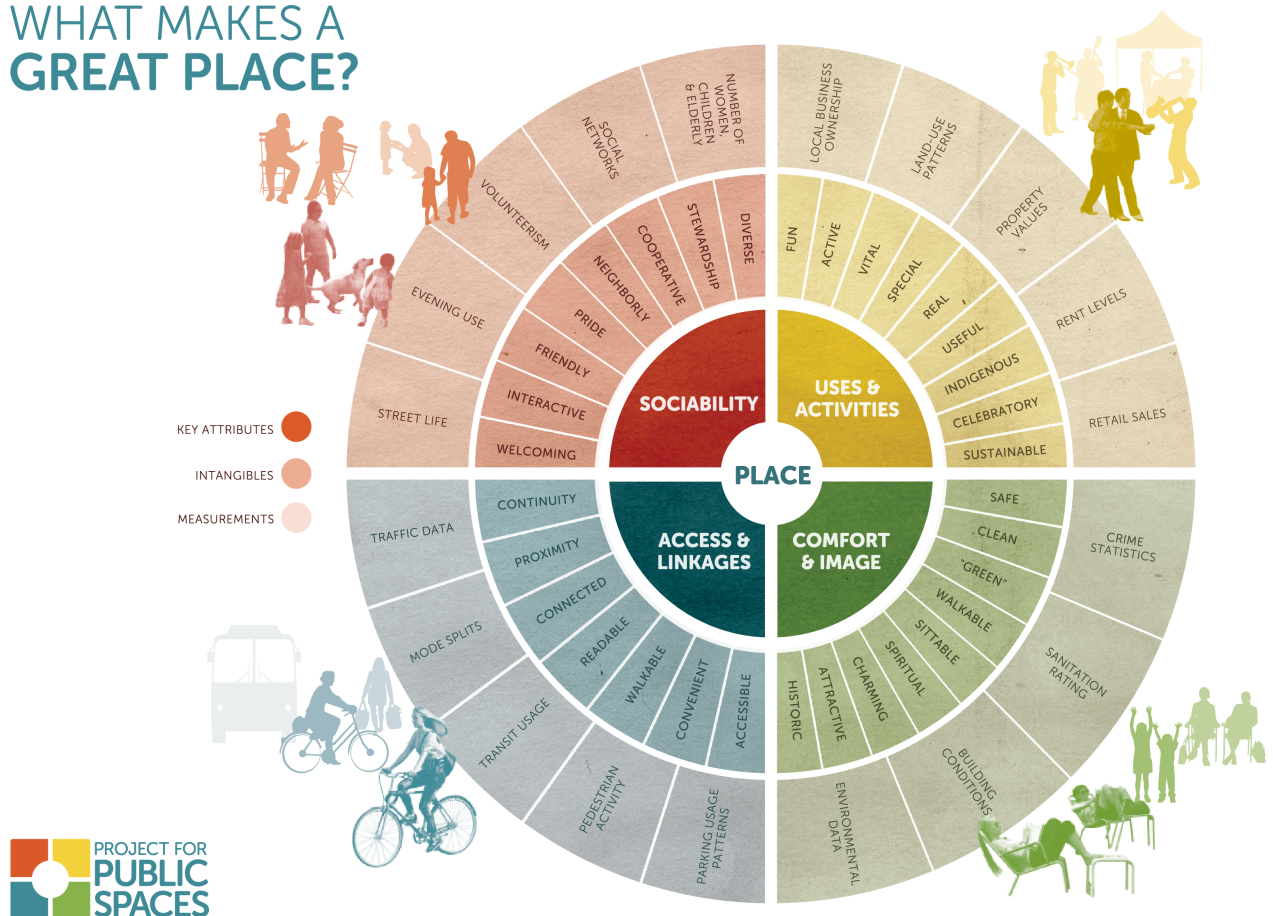 WHAT MAKES A
GREAT PLACE?
NUMBER OF
WOMEN,
CHILDREN
& ELDERLY
SOCIAL
NETWORKS
VOLUNTEERISM
EVENING USE
STREET LIFE
LOCAL BUSINESS
OWNERSHIP
LAND-USE
PATTERNS
PROPERTY
VALUES
RENT LEVELS
RETAIL SALES
DIVERSE
STEWARDSHIP
COOPERATIVE
NEIGHBORLY
PRIDE
FRIENDLY
INTERACTIVE
WELCOMING
FUN
ACTIVE
VITAL
SPECIAL
REAL
USEFUL
INDIGENOUS
CELEBRATORY
SUSTAINABLE
SOCIABILITY
USES &
ACTIVITIES
PLACE
ACCESS &
LINKAGES
COMFORT
& IMAGE
KEY ATTRIBUTES
INTANGIBLES
MEASUREMENTS
CONTINUITY
PROXIMITY
CONNECTED
READABLE
WALKABLE
CONVENIENT
ACCESSIBLE
SAFE
CLEAN
"GREEN"
WALKABLE
SITTABLE
SPIRITUAL
CHARMING
ATTRACTIVE
HISTORIC
TRAFFIC DATA
MODE SPLITS
TRANSIT USAGE
PEDESTRIAN
ACTIVITY
PARKING USAGE
PATTERNS
CRIME
STATISTICS
SANITATION
RATING
BUILDING
CONDITIONS
ENVIRONMENTAL
DATA
PROJECT FOR
PUBLIC
SPACES